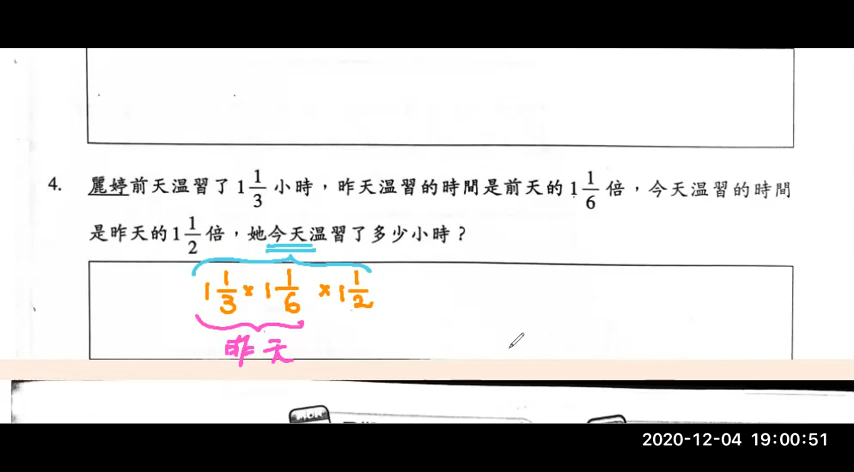 4. 麗婷前天溫習了 1 1/3 小時，昨天溫習的時間是前天的 1 1/6 倍，今天溫習的時間
是昨天的 1 1/2 倍，她今天溫習了多少小時？
1 1/3 × 1 1/6 × 1 1/2
昨天
2020-12-04 19:00:51